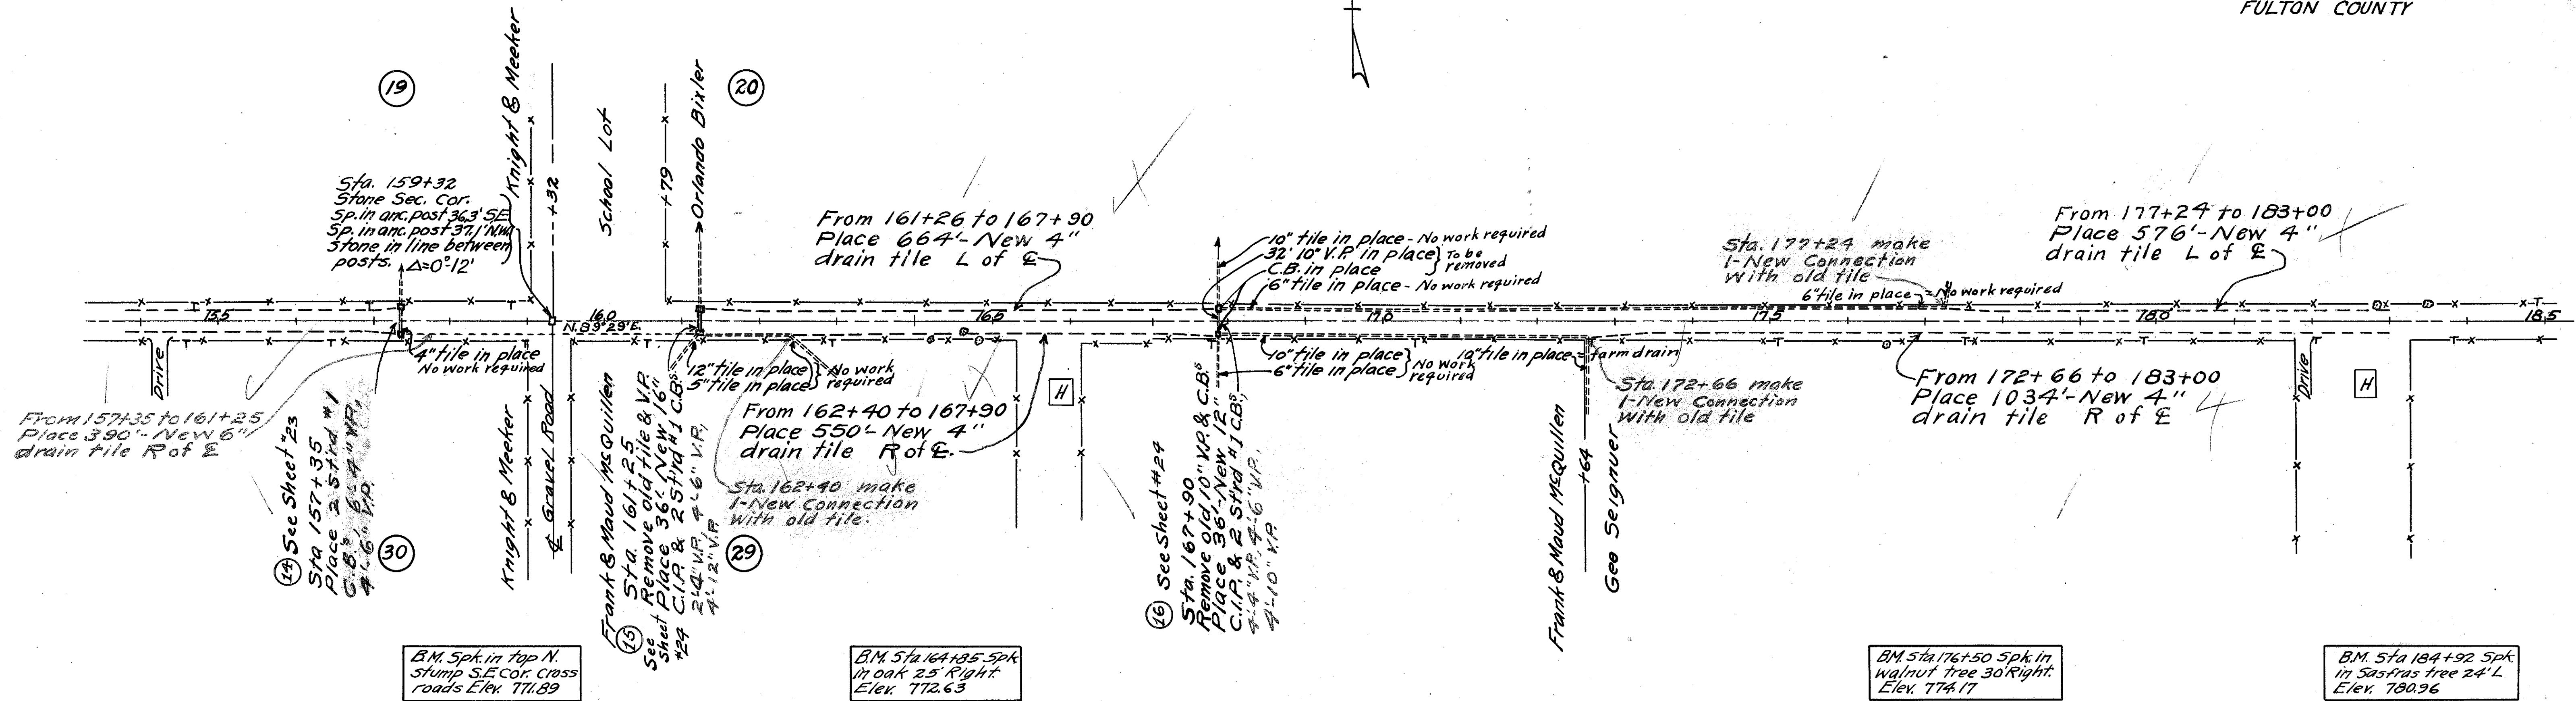 FULTON COUNTY
19
20
Knight & Meeker
+32
School Lot
+79
Orlando Bixler
Sta. 159+32
Stone Sec. Cor.
Sp. in anc. post 36.3' SE
Sp. in anc. post 37.1' N.W.
Stone in line between
posts. Δ=0°-12'
From 161+26 to 167+90
Place 664'- New 4"
drain tile L of ℄
10" tile in place - No work required
32' 10" V.P. in place } To be
C.B. in place } removed
6" tile in place - No work required
Sta. 177+24 make
1-New Connection
with old tile
6" tile in place - No work required
From 177+24 to 183+00
Place 576'- New 4"
drain tile L of ℄
155
160
N.89°29'E.
165
170
175
180
185
Drive
4" tile in place
No work required
12" tile in place } No work
5" tile in place } required
10" tile in place } No work
6" tile in place } required
10" tile in place = farm drain
Drive
H
H
From 157+35 to 161+25
Place 390'- New 6"
drain tile R of ℄
From 162+40 to 167+90
Place 550'- New 4"
drain tile R of ℄.
Sta. 162+40 make
1-New Connection
with old tile.
Sta. 172+66 make
1-New Connection
with old tile
From 172+66 to 183+00
Place 1034'- New 4"
drain tile R of ℄
14 See Sheet #23
Sta 157+35
Place 2 St'rd #1
C.B.s 6'-4" V.P.,
4'-6" V.P.
30
Knight & Meeker
℄ Gravel Road
Frank & Maud McQuillen
15
See
Sheet
#24
Sta. 161+25
Remove old tile & V.P.
Place 36'- New 16"
C.I.P. & 2 St'rd #1 C.B.s
2'-4" V.P., 4'-6" V.P.,
4'-12" V.P.
29
16 See Sheet #24
Sta. 167+90
Remove old 10" V.P. & C.B.s
Place 36'- New 12"
C.I.P. & 2 St'rd #1 C.B.s,
4'-4" V.P., 4'-6" V.P.,
4'-10" V.P.
Frank & Maud McQuillen
+64
Geo Seignuer
B.M. Spk. in top N.
stump S.E. Cor. cross
roads Elev. 771.89
B.M. Sta 164+85 Spk
in oak 25' Right.
Elev. 772.63
B.M. Sta. 176+50 Spk. in
walnut tree 30' Right.
Elev. 774.17
B.M. Sta 184+92 Spk
in Sasfras tree 24' L
Elev. 780.96